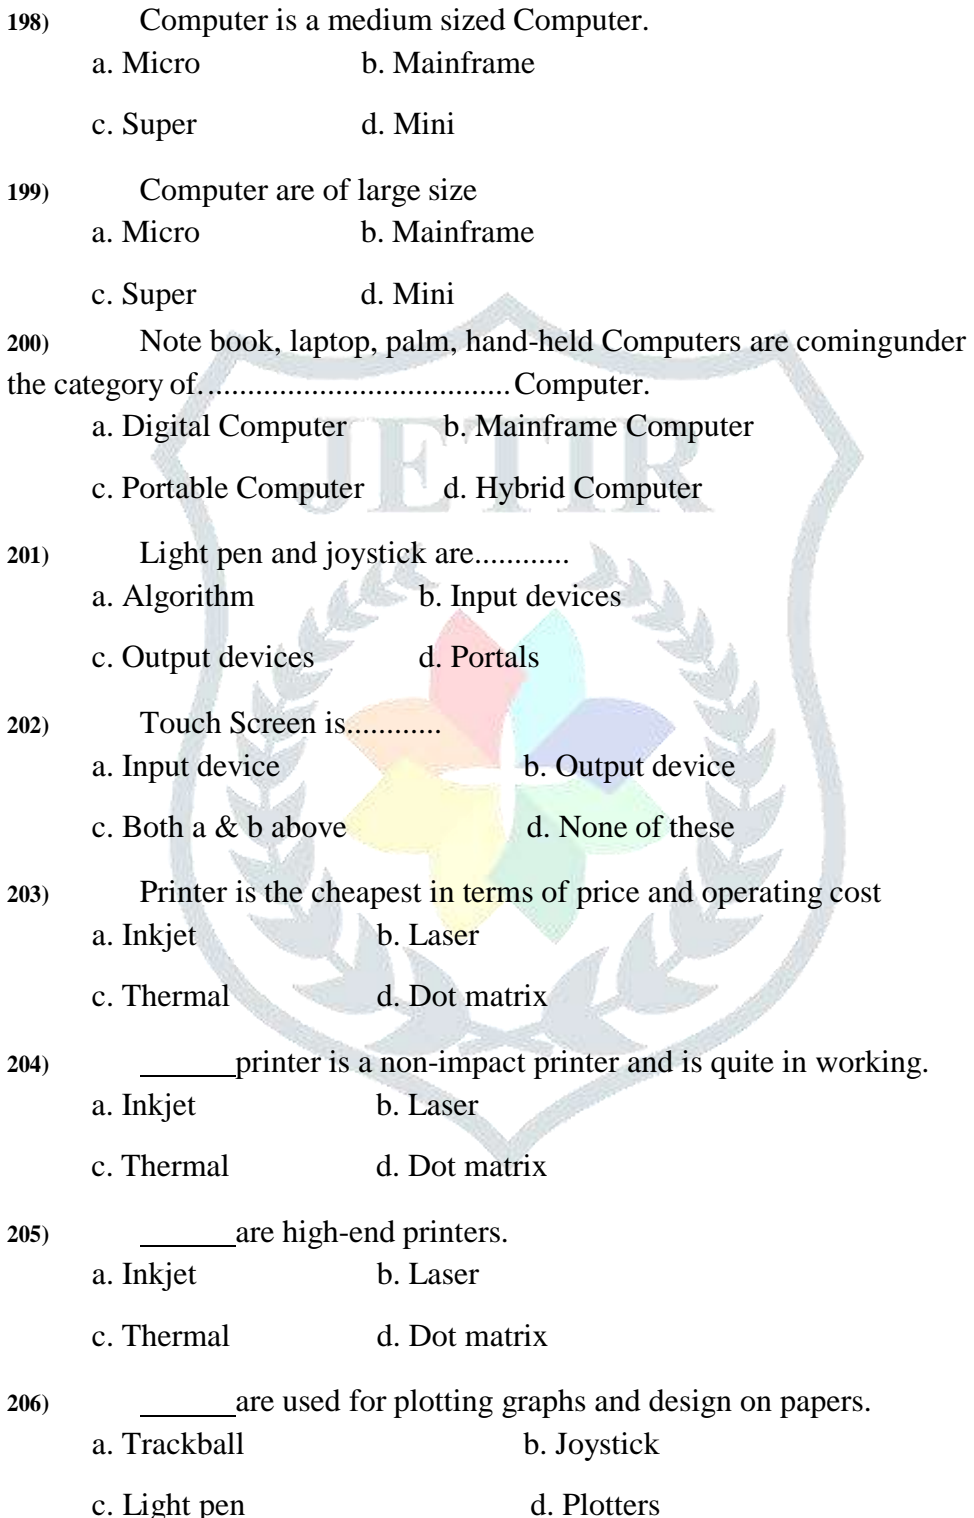 198) Computer is a medium sized Computer.
a. Micro b. Mainframe
c. Super d. Mini
199) Computer are of large size
a. Micro b. Mainframe
c. Super d. Mini
200) Note book, laptop, palm, hand-held Computers are comingunder
the category of.................................... Computer.
a. Digital Computer b. Mainframe Computer
c. Portable Computer d. Hybrid Computer
JETIR
201) Light pen and joystick are............
a. Algorithm b. Input devices
c. Output devices d. Portals
202) Touch Screen is............
a. Input device b. Output device
c. Both a & b above d. None of these
203) Printer is the cheapest in terms of price and operating cost
a. Inkjet b. Laser
c. Thermal d. Dot matrix
204) ______printer is a non-impact printer and is quite in working.
a. Inkjet b. Laser
c. Thermal d. Dot matrix
205) ______are high-end printers.
a. Inkjet b. Laser
c. Thermal d. Dot matrix
206) ______are used for plotting graphs and design on papers.
a. Trackball b. Joystick
c. Light pen d. Plotters